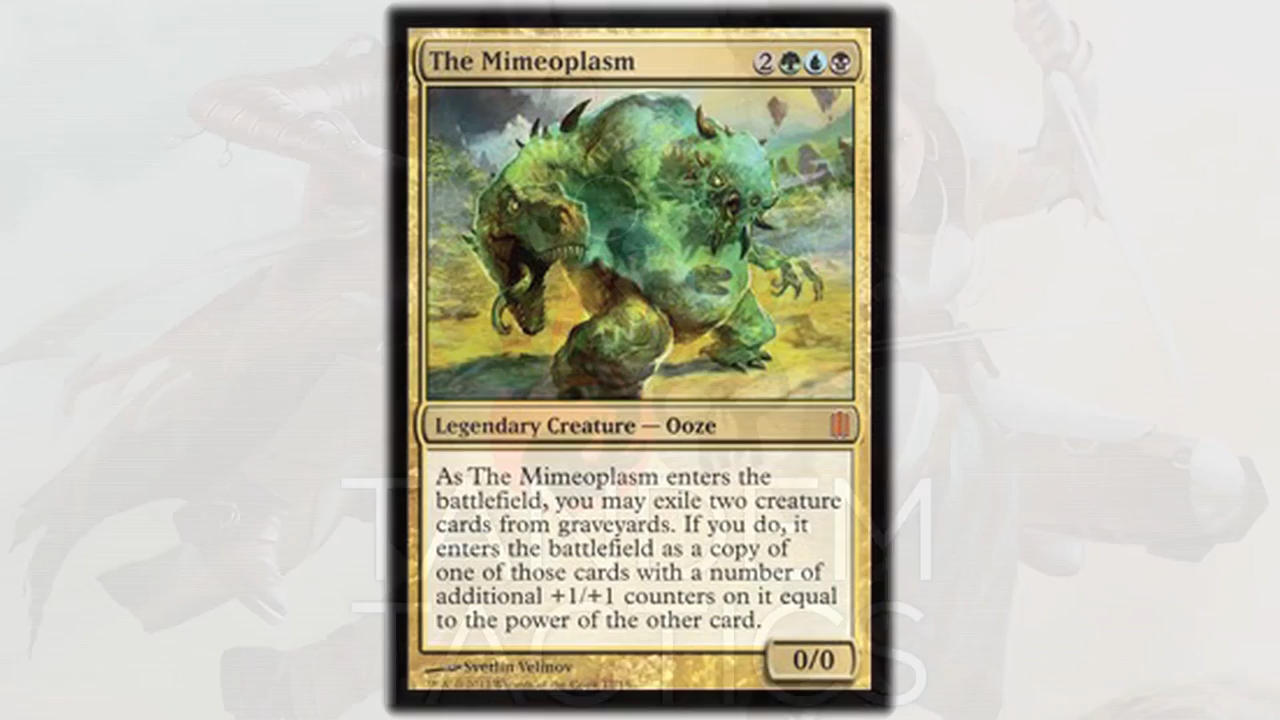 The Mimeoplasm 2
Legendary Creature — Ooze
As The Mimeoplasm enters the
battlefield, you may exile two creature
cards from graveyards. If you do, it
enters the battlefield as a copy of
one of those cards with a number of
additional +1/+1 counters on it equal
to the power of the other card.
TANDEM
TACTICS
0/0
Svetlin Velinov